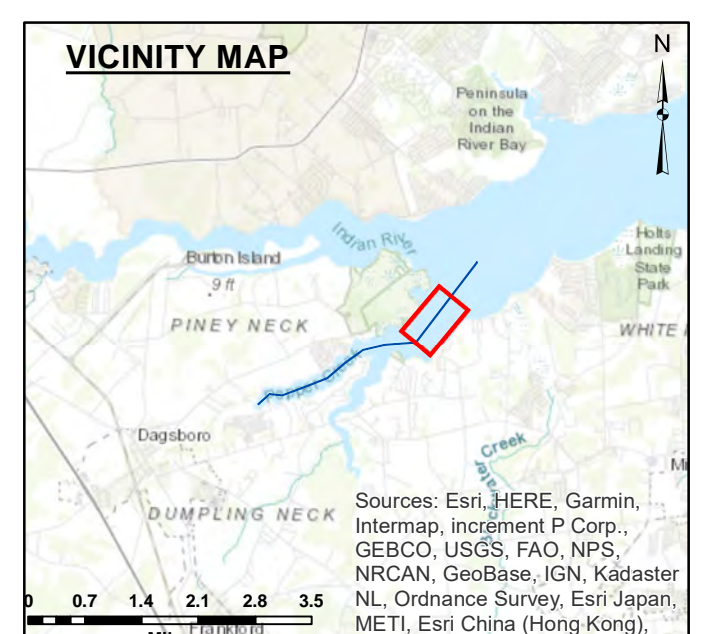 VICINITY MAP
N
Peninsula
on the
Indian
River Bay
Indian River
Holts
Landing
State
Park
Burton Island
9 ft
PINEY NECK
WHITE
Pepper Creek
Dagsboro
Creek
DUMPLING NECK
Sources: Esri, HERE, Garmin,
Intermap, increment P Corp.,
GEBCO, USGS, FAO, NPS,
NRCAN, GeoBase, IGN, Kadaster
NL, Ordnance Survey, Esri Japan,
METI, Esri China (Hong Kong),
0 0.7 1.4 2.1 2.8 3.5
Frankford